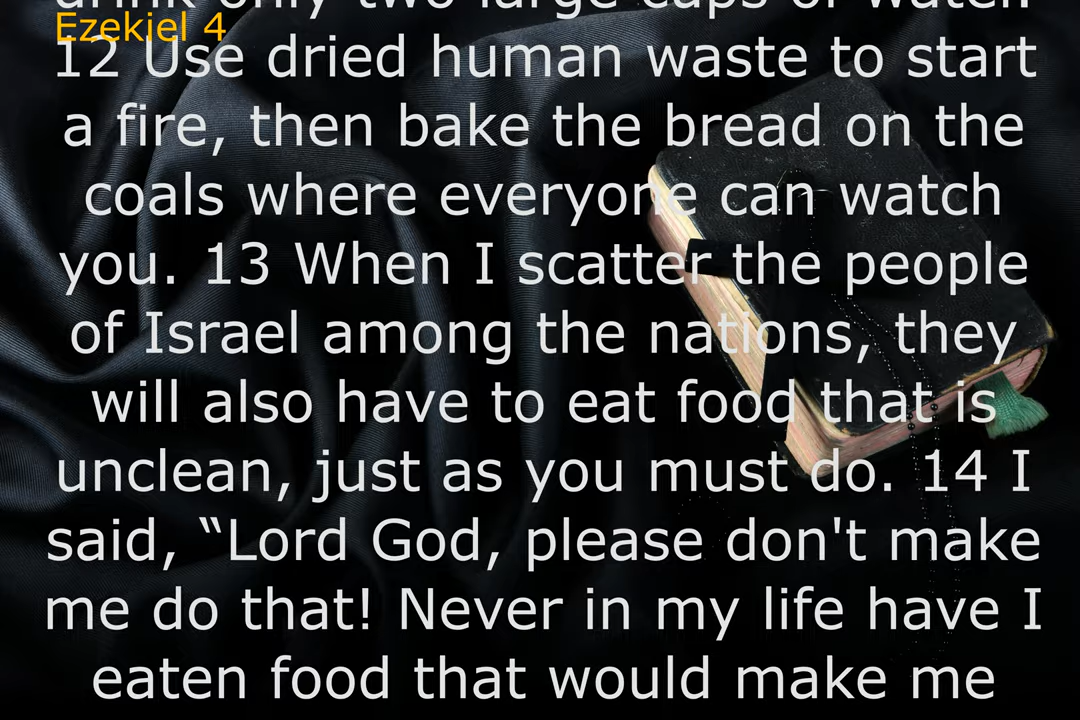 drink only two large cups of water.
Ezekiel 4
12 Use dried human waste to start
a fire, then bake the bread on the
coals where everyone can watch
you. 13 When I scatter the people
of Israel among the nations, they
will also have to eat food that is
unclean, just as you must do. 14 I
said, “Lord God, please don't make
me do that! Never in my life have I
eaten food that would make me